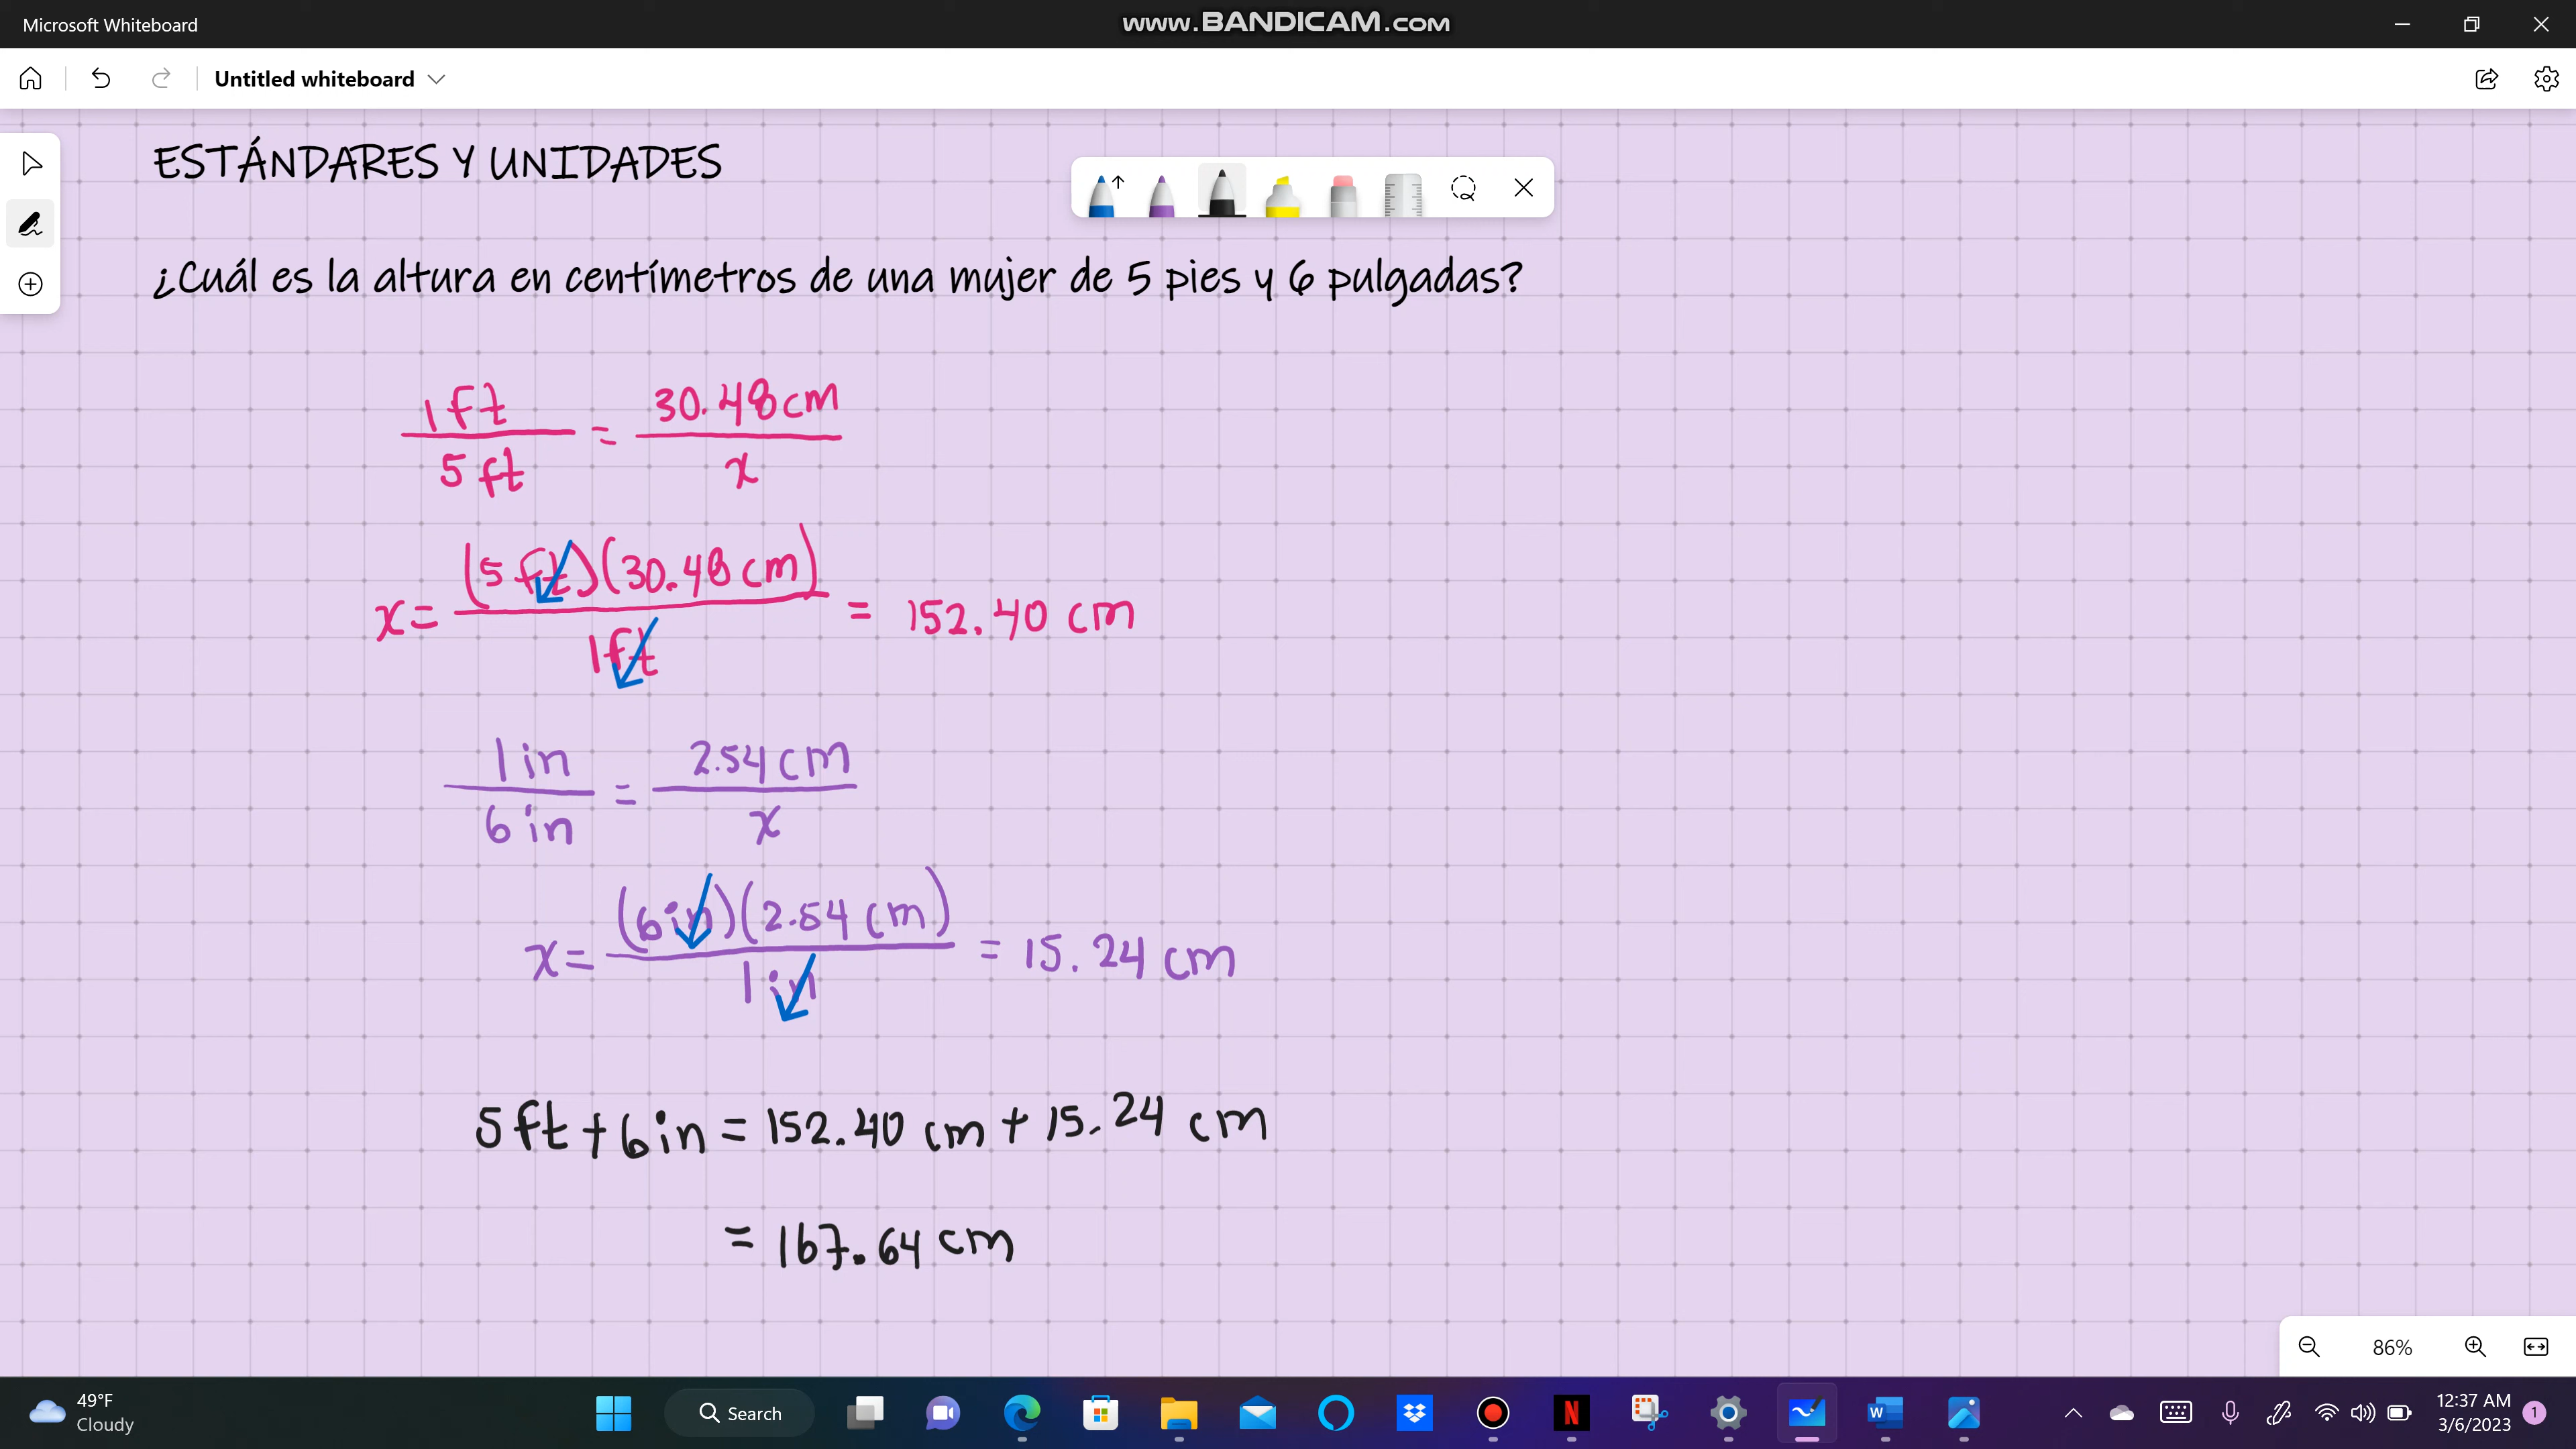 Microsoft Whiteboard
www.BANDICAM.com
Untitled whiteboard
ESTÁNDARES Y UNIDADES
¿Cuál es la altura en centímetros de una mujer de 5 pies y 6 pulgadas?
1 ft / 5 ft = 30.48 cm / x
x = (5 ft)(30.48 cm) / 1 ft = 152.40 cm
1 in / 6 in = 2.54 cm / x
x = (6 in)(2.54 cm) / 1 in = 15.24 cm
5 ft + 6 in = 152.40 cm + 15.24 cm
= 167.64 cm
86%
49°F
Cloudy
Search
12:37 AM
3/6/2023
1